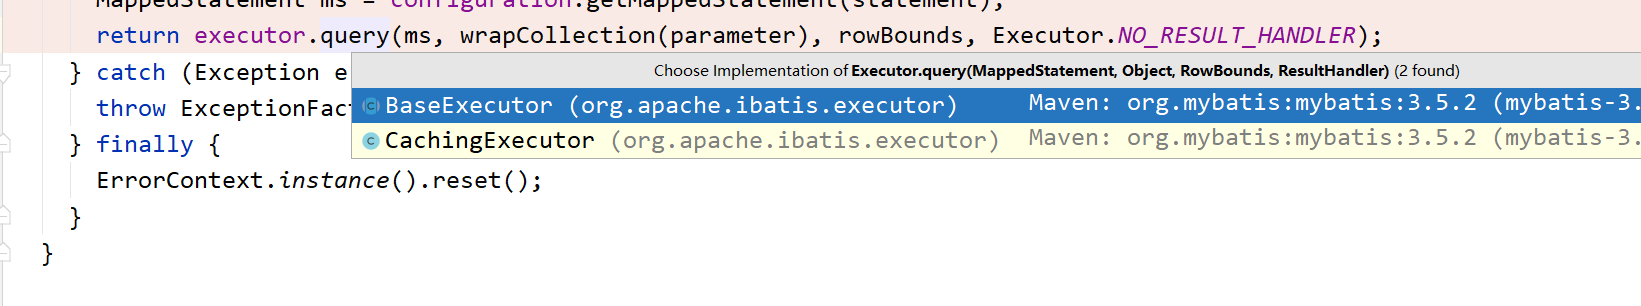 MappedStatement ms = configuration.getMappedStatement(statement);
return executor.query(ms, wrapCollection(parameter), rowBounds, Executor.NO_RESULT_HANDLER);
} catch (Exception e
Choose Implementation of Executor.query(MappedStatement, Object, RowBounds, ResultHandler) (2 found)
throw ExceptionFact
BaseExecutor (org.apache.ibatis.executor) Maven: org.mybatis:mybatis:3.5.2 (mybatis-3.
} finally {
CachingExecutor (org.apache.ibatis.executor) Maven: org.mybatis:mybatis:3.5.2 (mybatis-3.
ErrorContext.instance().reset();
}
}